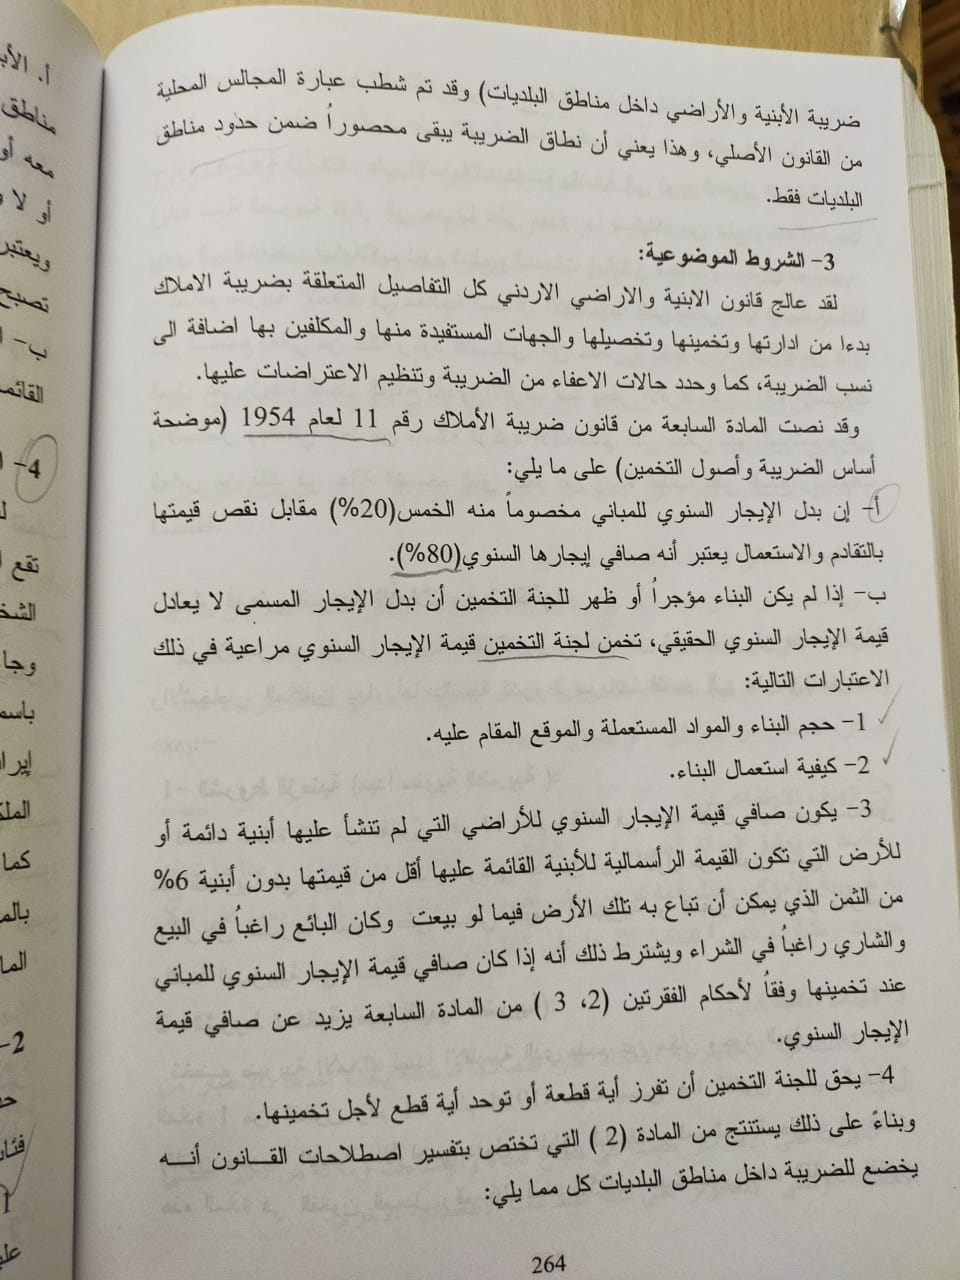 ضريبة الأبنية والأراضي داخل مناطق البلديات) وقد تم شطب عبارة المجالس المحلية
من القانون الأصلي، وهذا يعني أن نطاق الضريبة يبقى محصوراً ضمن حدود مناطق
البلديات فقط.
3- الشروط الموضوعية:
لقد عالج قانون الابنية والاراضي الاردني كل التفاصيل المتعلقة بضريبة الاملاك
بدءا من ادارتها وتخمينها وتحصيلها والجهات المستفيدة منها والمكلفين بها اضافة الى
نسب الضريبة، كما وحدد حالات الاعفاء من الضريبة وتنظيم الاعتراضات عليها.
وقد نصت المادة السابعة من قانون ضريبة الأملاك رقم 11 لعام 1954 (موضحة
أساس الضريبة وأصول التخمين) على ما يلي:
أ- إن بدل الإيجار السنوي للمباني مخصوماً منه الخمس(20%) مقابل نقص قيمتها
بالتقادم والاستعمال يعتبر أنه صافي إيجارها السنوي(80%).
ب- إذا لم يكن البناء مؤجراً أو ظهر للجنة التخمين أن بدل الإيجار المسمى لا يعادل
قيمة الإيجار السنوي الحقيقي، تخمن لجنة التخمين قيمة الإيجار السنوي مراعية في ذلك
الاعتبارات التالية:
1- حجم البناء والمواد المستعملة والموقع المقام عليه.
2- كيفية استعمال البناء.
3- يكون صافي قيمة الإيجار السنوي للأراضي التي لم تنشأ عليها أبنية دائمة أو
للأرض التي تكون القيمة الرأسمالية للأبنية القائمة عليها أقل من قيمتها بدون أبنية 6%
من الثمن الذي يمكن أن تباع به تلك الأرض فيما لو بيعت وكان البائع راغباً في البيع
والشاري راغباً في الشراء ويشترط ذلك أنه إذا كان صافي قيمة الإيجار السنوي للمباني
عند تخمينها وفقاً لأحكام الفقرتين (2، 3 ) من المادة السابعة يزيد عن صافي قيمة
الإيجار السنوي.
4- يحق للجنة التخمين أن تفرز أية قطعة أو توحد أية قطع لأجل تخمينها.
وبناءً على ذلك يستنتج من المادة (2 ) التي تختص بتفسير اصطلاحات القانون أنه
يخضع للضريبة داخل مناطق البلديات كل مما يلي:
264